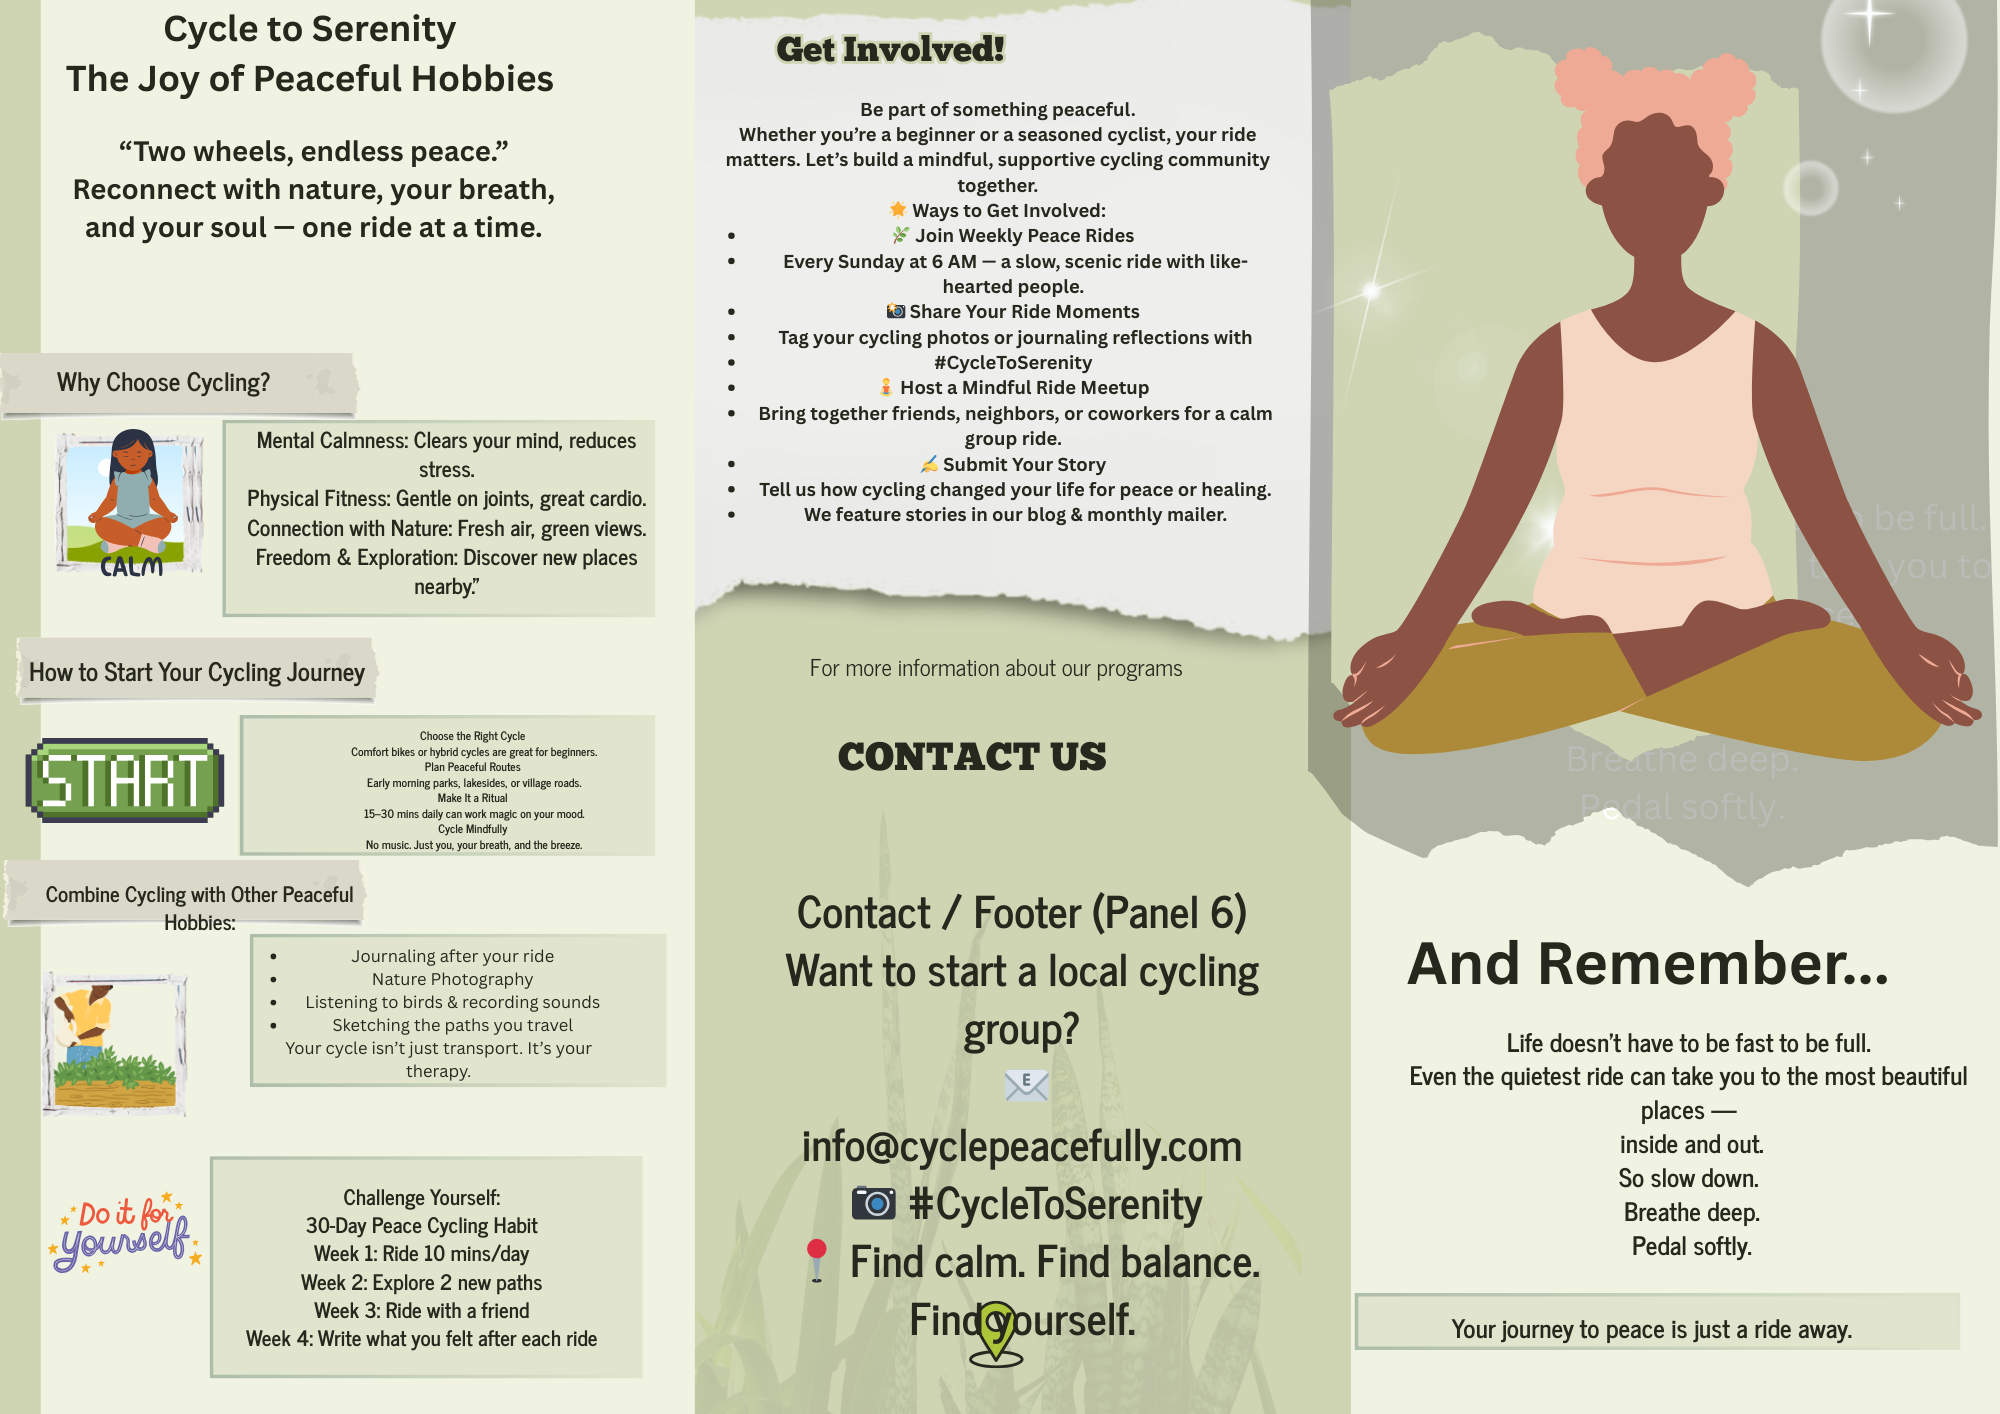 Cycle to Serenity
The Joy of Peaceful Hobbies
“Two wheels, endless peace.”
Reconnect with nature, your breath,
and your soul — one ride at a time.
Why Choose Cycling?
CALM
Mental Calmness: Clears your mind, reduces
stress.
Physical Fitness: Gentle on joints, great cardio.
Connection with Nature: Fresh air, green views.
Freedom & Exploration: Discover new places
nearby.”
How to Start Your Cycling Journey
START
Choose the Right Cycle
Comfort bikes or hybrid cycles are great for beginners.
Plan Peaceful Routes
Early morning parks, lakesides, or village roads.
Make It a Ritual
15–30 mins daily can work magic on your mood.
Cycle Mindfully
No music. Just you, your breath, and the breeze.
Combine Cycling with Other Peaceful
Hobbies:
• Journaling after your ride
• Nature Photography
• Listening to birds & recording sounds
• Sketching the paths you travel
Your cycle isn’t just transport. It’s your
therapy.
Do it for
yourself
Challenge Yourself:
30-Day Peace Cycling Habit
Week 1: Ride 10 mins/day
Week 2: Explore 2 new paths
Week 3: Ride with a friend
Week 4: Write what you felt after each ride
Get Involved!
Be part of something peaceful.
Whether you’re a beginner or a seasoned cyclist, your ride
matters. Let’s build a mindful, supportive cycling community
together.
🌟 Ways to Get Involved:
• 🌿 Join Weekly Peace Rides
• Every Sunday at 6 AM — a slow, scenic ride with like-
hearted people.
• 📸 Share Your Ride Moments
• Tag your cycling photos or journaling reflections with
• #CycleToSerenity
• 🧘 Host a Mindful Ride Meetup
• Bring together friends, neighbors, or coworkers for a calm
group ride.
• ✍️ Submit Your Story
• Tell us how cycling changed your life for peace or healing.
• We feature stories in our blog & monthly mailer.
For more information about our programs
CONTACT US
Contact / Footer (Panel 6)
Want to start a local cycling
group?
📧
info@cyclepeacefully.com
📷 #CycleToSerenity
📍 Find calm. Find balance.
Find yourself.
be full.
you to
Breathe deep.
Pedal softly.
And Remember...
Life doesn’t have to be fast to be full.
Even the quietest ride can take you to the most beautiful
places —
inside and out.
So slow down.
Breathe deep.
Pedal softly.
Your journey to peace is just a ride away.